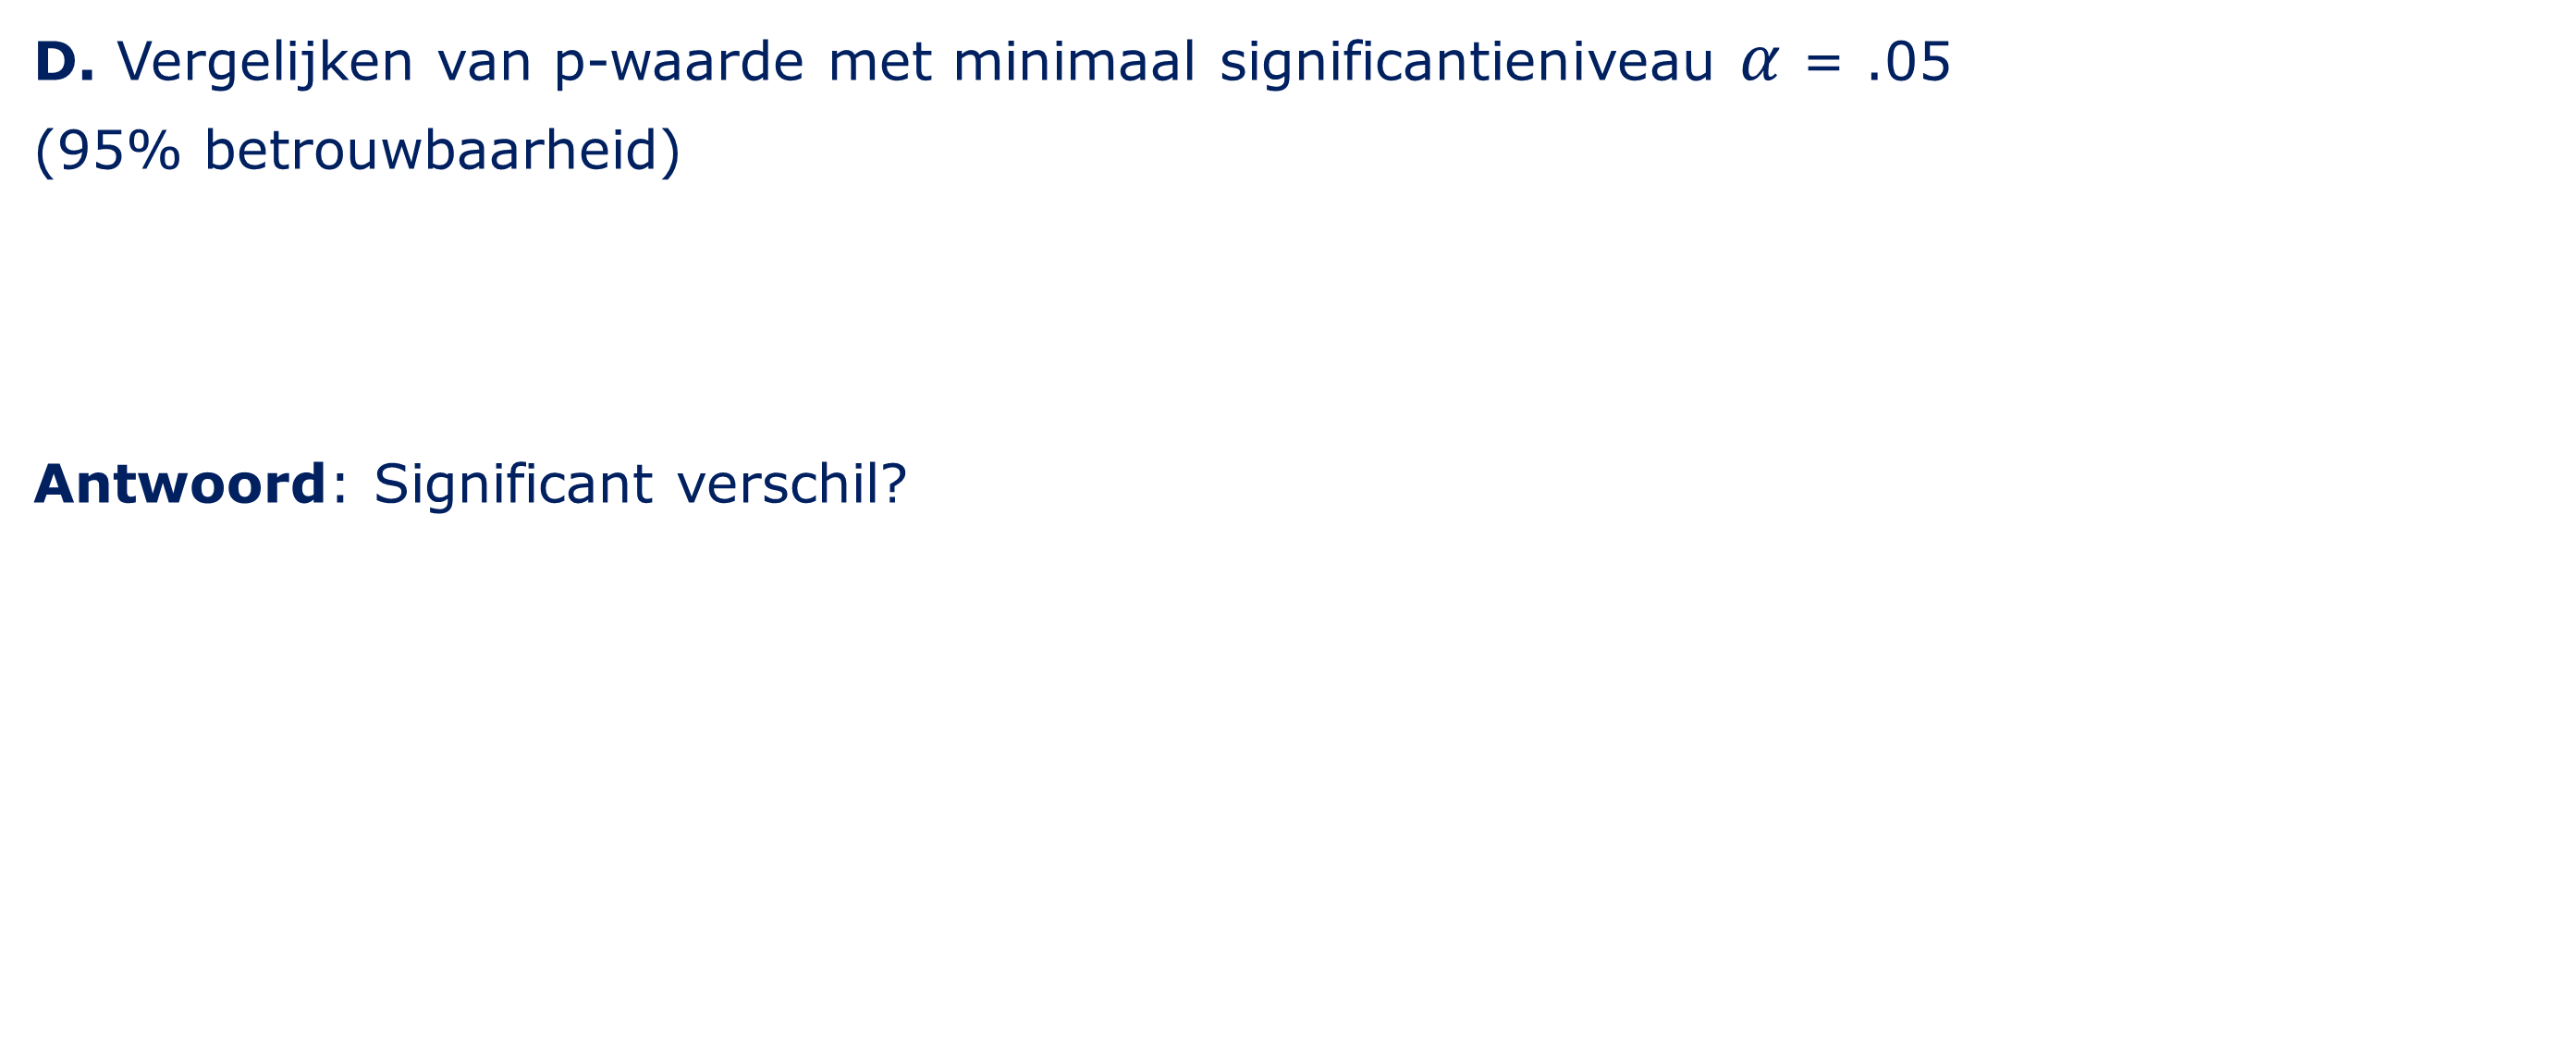 D. Vergelijken van p-waarde met minimaal significantieniveau α = .05
(95% betrouwbaarheid)
Antwoord: Significant verschil?